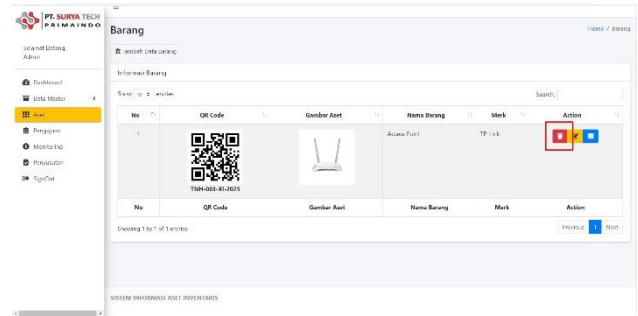 PT. SURYA TECH
PRIMAINDO
Selamat Datang,
Admin
Dashboard
Data Master
Aset
Pengajuan
Monitoring
Penyusutan
SignOut
Barang
Home / Barang
Tambah Data Barang
Informasi Barang
Show 10 entries
Search:
No QR Code Gambar Aset Nama Barang Merk Action
1 Access Point TP-Link
TNH-003-XI-2023
No QR Code Gambar Aset Nama Barang Merk Action
Showing 1 to 1 of 1 entries
Previous 1 Next
SISTEM INFORMASI ASET INVENTARIS